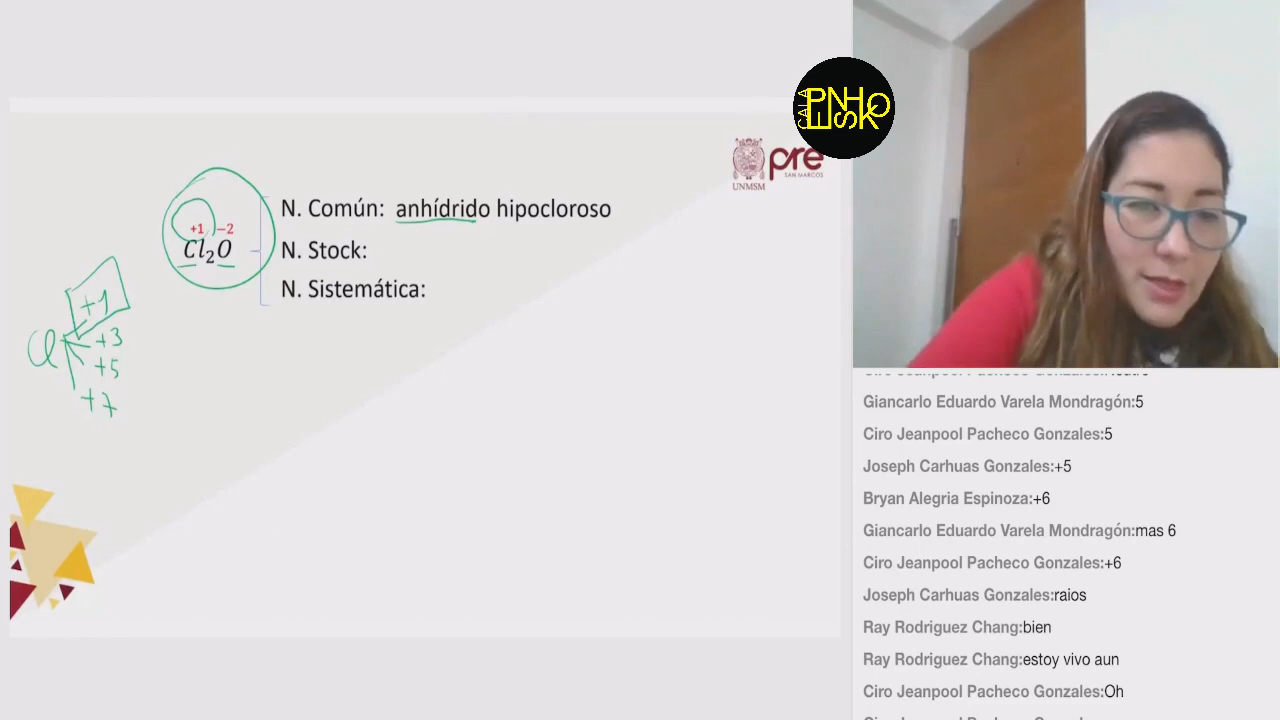 CALA
PNHO
ESK
UNMSM
pre
SAN MARCOS
N. Común: anhídrido hipocloroso
+1 −2
Cl₂O
N. Stock:
N. Sistemática:
+1
Cl +3
+5
+7
Giancarlo Eduardo Varela Mondragón:5
Ciro Jeanpool Pacheco Gonzales:5
Joseph Carhuas Gonzales:+5
Bryan Alegria Espinoza:+6
Giancarlo Eduardo Varela Mondragón:mas 6
Ciro Jeanpool Pacheco Gonzales:+6
Joseph Carhuas Gonzales:raios
Ray Rodriguez Chang:bien
Ray Rodriguez Chang:estoy vivo aun
Ciro Jeanpool Pacheco Gonzales:Oh